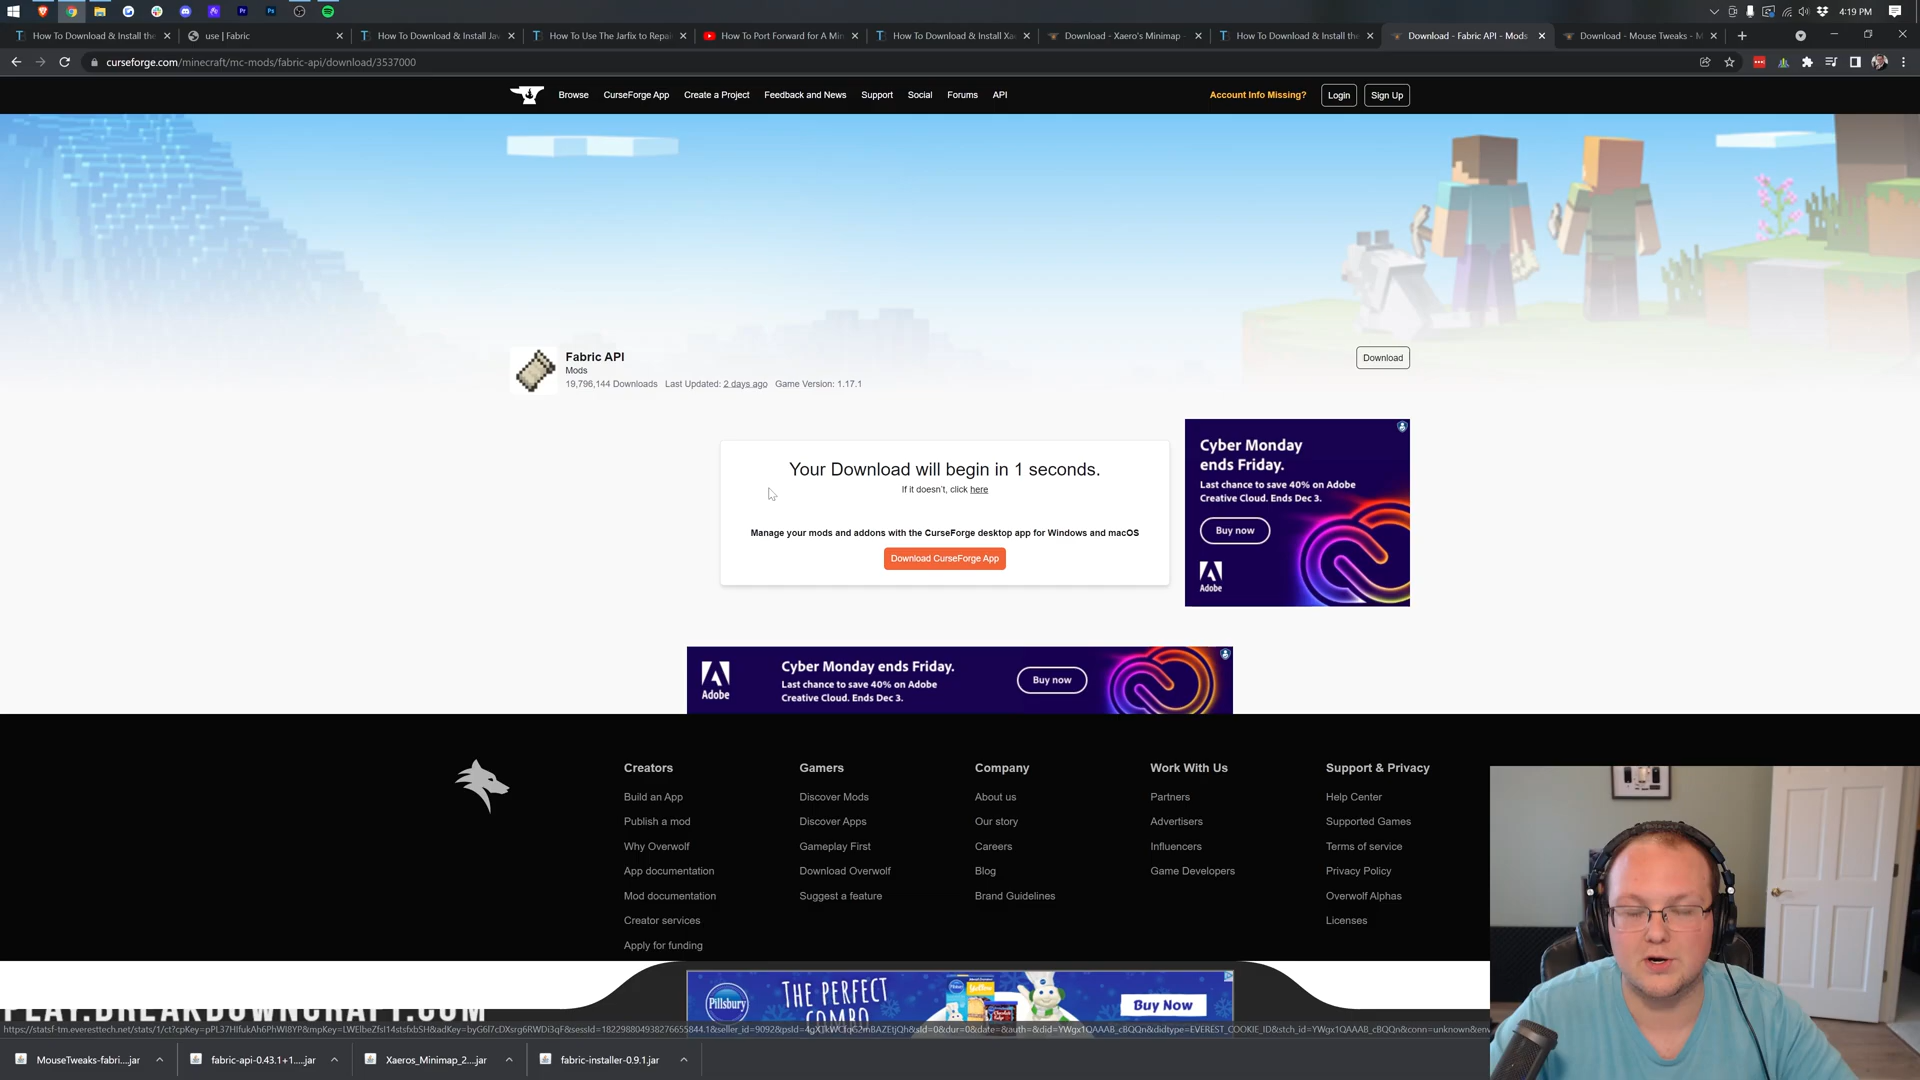 4:19 PM
How To Download & Install the
use | Fabric
How To Download & Install Jav
How To Use The Jarfix to Repai
How To Port Forward for A Min
How To Download & Install Xa
Download - Xaero's Minimap -
How To Download & Install the
Download - Fabric API - Mods
Download - Mouse Tweaks - M
curseforge.com/minecraft/mc-mods/fabric-api/download/3537000
Browse
CurseForge App
Create a Project
Feedback and News
Support
Social
Forums
API
Account Info Missing?
Login
Sign Up
Fabric API
Mods
19,796,144 Downloads Last Updated: 2 days ago Game Version: 1.17.1
Download
Your Download will begin in 1 seconds.
If it doesn't, click here
Manage your mods and addons with the CurseForge desktop app for Windows and macOS
Download CurseForge App
Cyber Monday
ends Friday.
Last chance to save 40% on Adobe
Creative Cloud. Ends Dec 3.
Buy now
Adobe
Adobe
Cyber Monday ends Friday.
Last chance to save 40% on Adobe
Creative Cloud. Ends Dec 3.
Buy now
Creators
Build an App
Publish a mod
Why Overwolf
App documentation
Mod documentation
Creator services
Apply for funding
Gamers
Discover Mods
Discover Apps
Gameplay First
Download Overwolf
Suggest a feature
Company
About us
Our story
Careers
Blog
Brand Guidelines
Work With Us
Partners
Advertisers
Influencers
Game Developers
Support & Privacy
Help Center
Supported Games
Terms of service
Privacy Policy
Overwolf Alphas
Licenses
Pillsbury
THE PERFECT
COMBO
Buy Now
PLAY.BREAKDOWNCRAFT.COM
MouseTweaks-fabri....jar
fabric-api-0.43.1+1....jar
Xaeros_Minimap_2....jar
fabric-installer-0.9.1.jar